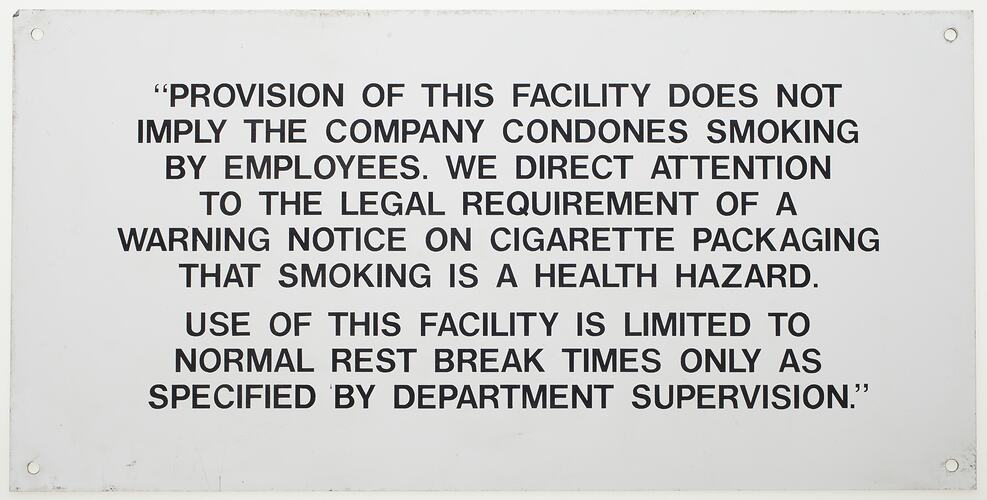 “PROVISION OF THIS FACILITY DOES NOT
IMPLY THE COMPANY CONDONES SMOKING
BY EMPLOYEES. WE DIRECT ATTENTION
TO THE LEGAL REQUIREMENT OF A
WARNING NOTICE ON CIGARETTE PACKAGING
THAT SMOKING IS A HEALTH HAZARD.
USE OF THIS FACILITY IS LIMITED TO
NORMAL REST BREAK TIMES ONLY AS
SPECIFIED BY DEPARTMENT SUPERVISION.”